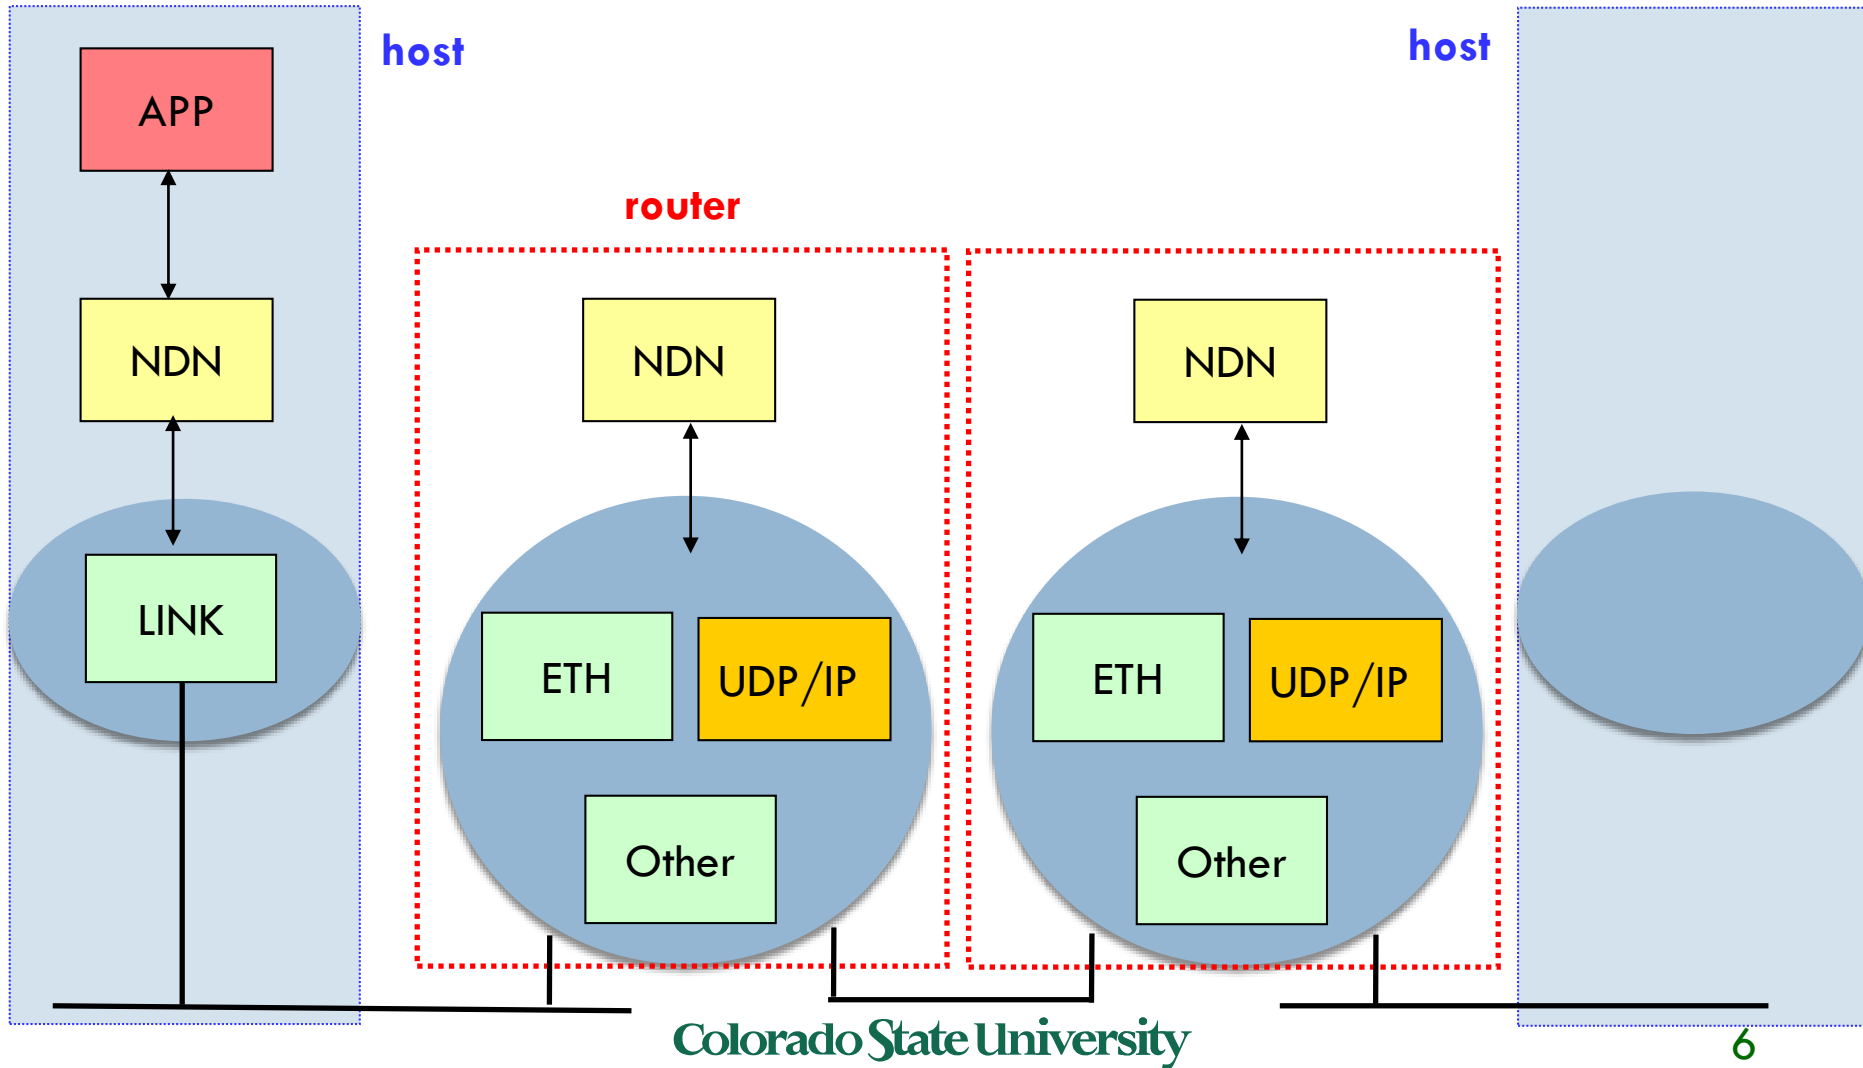 host
host
APP
router
NDN
NDN
NDN
LINK
ETH
UDP/IP
ETH
UDP/IP
Other
Other
Colorado State University
6